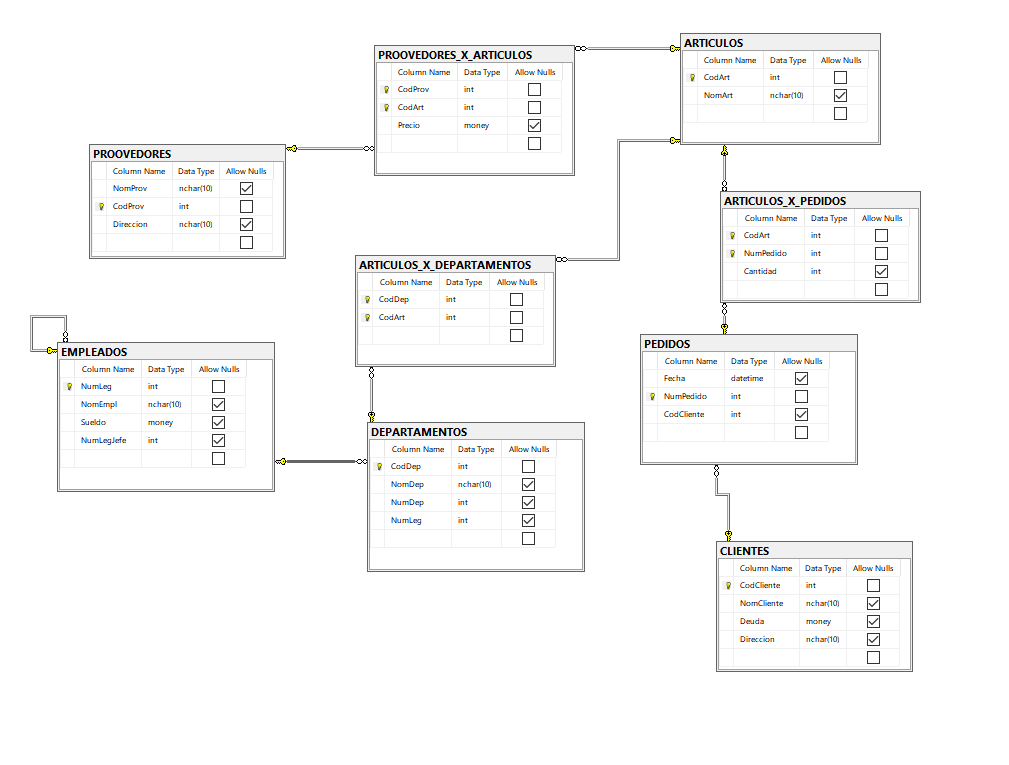 PROOVEDORES_X_ARTICULOS
Column Name Data Type Allow Nulls
CodProv int
CodArt int
Precio money
ARTICULOS
Column Name Data Type Allow Nulls
CodArt int
NomArt nchar(10)
PROOVEDORES
Column Name Data Type Allow Nulls
NomProv nchar(10)
CodProv int
Direccion nchar(10)
ARTICULOS_X_PEDIDOS
Column Name Data Type Allow Nulls
CodArt int
NumPedido int
Cantidad int
ARTICULOS_X_DEPARTAMENTOS
Column Name Data Type Allow Nulls
CodDep int
CodArt int
EMPLEADOS
Column Name Data Type Allow Nulls
NumLeg int
NomEmpl nchar(10)
Sueldo money
NumLegJefe int
PEDIDOS
Column Name Data Type Allow Nulls
Fecha datetime
NumPedido int
CodCliente int
DEPARTAMENTOS
Column Name Data Type Allow Nulls
CodDep int
NomDep nchar(10)
NumDep int
NumLeg int
CLIENTES
Column Name Data Type Allow Nulls
CodCliente int
NomCliente nchar(10)
Deuda money
Direccion nchar(10)